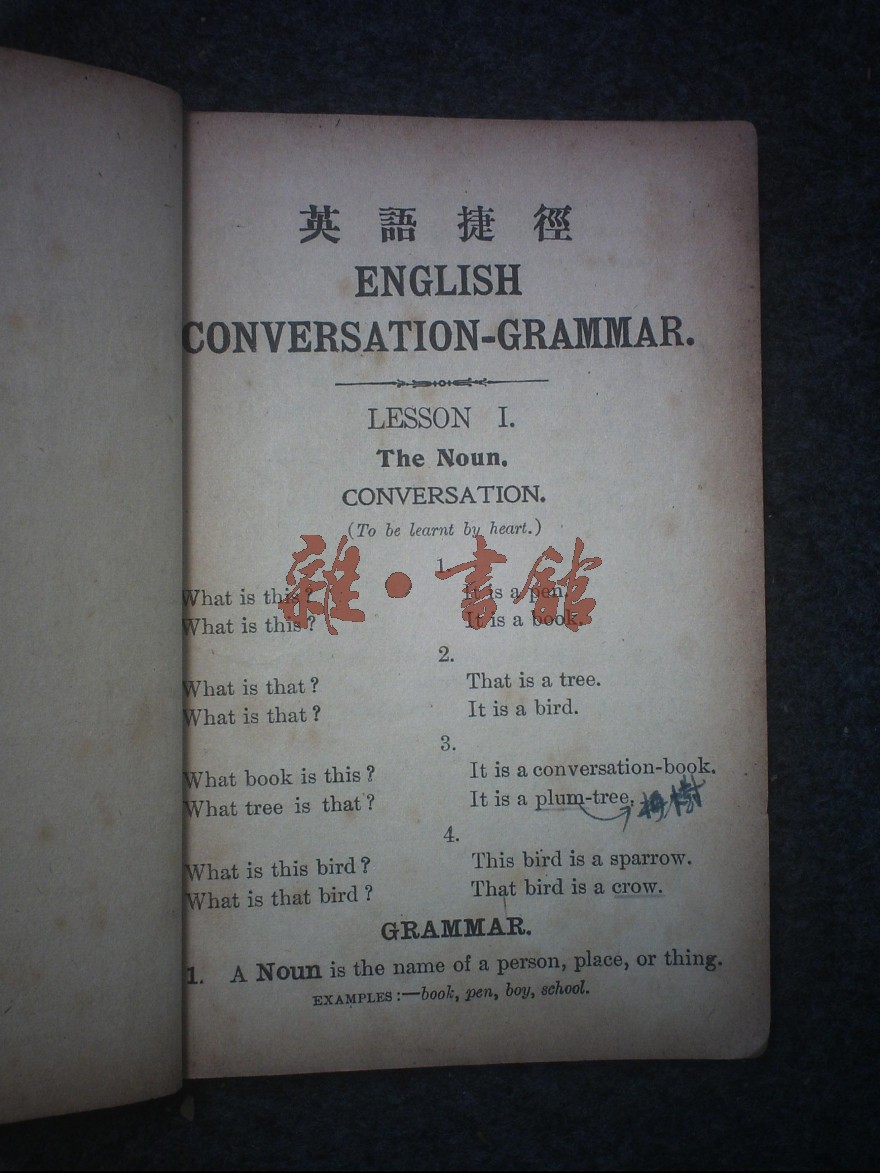 英語捷徑
ENGLISH
CONVERSATION-GRAMMAR.
LESSON I.
The Noun.
CONVERSATION.
(To be learnt by heart.)
1.
What is this? It is a pen.
What is this? It is a book.
雜·書館
2.
What is that? That is a tree.
What is that? It is a bird.
3.
What book is this? It is a conversation-book.
What tree is that? It is a plum-tree. 梅樹
4.
What is this bird? This bird is a sparrow.
What is that bird? That bird is a crow.
GRAMMAR.
1. A Noun is the name of a person, place, or thing.
EXAMPLES:—book, pen, boy, school.